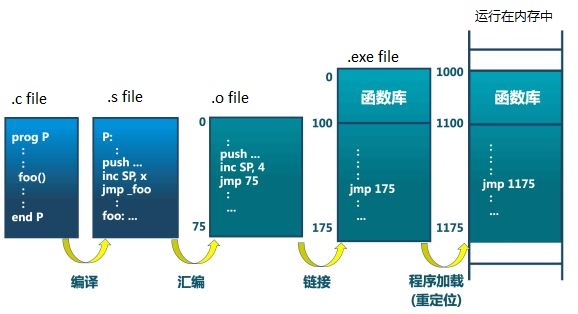 运行在内存中
.exe file
.c file
.s file
.o file
prog P
:
:
foo()
:
:
end P
P:
:
push ...
inc SP, x
jmp _foo
:
foo: ...
0
:
push ...
inc SP, 4
jmp 75
:
...
75
0
函数库
100
:
:
:
jmp 175
:
...
175
1000
函数库
1100
:
:
:
jmp 1175
:
...
1175
编译
汇编
链接
程序加载
(重定位)